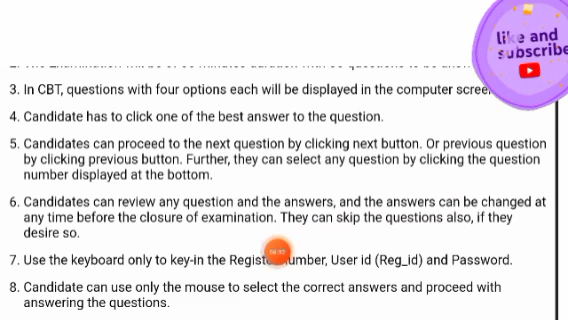 like and
subscribe
3. In CBT, questions with four options each will be displayed in the computer
4. Candidate has to click one of the best answer to the question.
5. Candidates can proceed to the next question by clicking next button. Or previous question
by clicking previous button. Further, they can select any question by clicking the question
number displayed at the bottom.
6. Candidates can review any question and the answers, and the answers can be changed at
any time before the closure of examination. They can skip the questions also, if they
desire so.
7. Use the keyboard only to key-in the Register number, User id (Reg_id) and Password.
8. Candidate can use only the mouse to select the correct answers and proceed with
answering the questions.